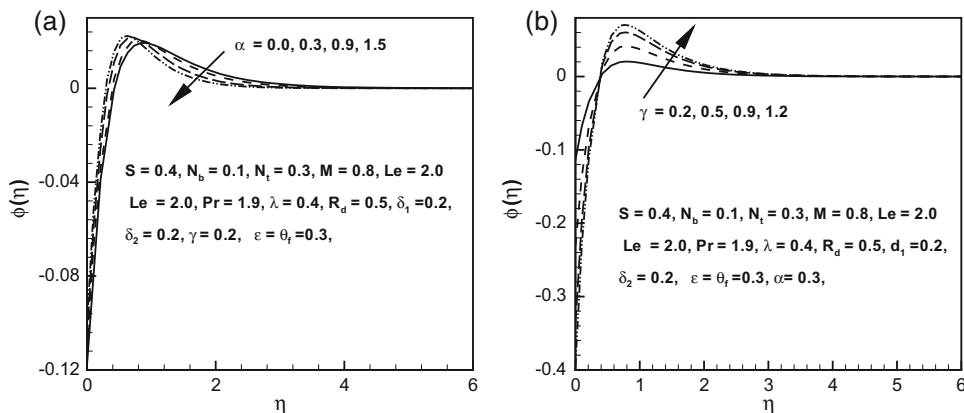 (a)
α = 0.0, 0.3, 0.9, 1.5
0
-0.04
-0.08
-0.12
ϕ(η)
S = 0.4, N_b = 0.1, N_t = 0.3, M = 0.8, Le = 2.0
Le = 2.0, Pr = 1.9, λ = 0.4, R_d = 0.5, δ_1 =0.2,
δ_2 = 0.2, γ = 0.2, ε = θ_f =0.3,
0 2 4 6
η
(b)
0
-0.1
-0.2
-0.3
-0.4
ϕ(η)
γ = 0.2, 0.5, 0.9, 1.2
S = 0.4, N_b = 0.1, N_t = 0.3, M = 0.8, Le = 2.0
Le = 2.0, Pr = 1.9, λ = 0.4, R_d = 0.5, d_1 = 0.2,
δ_2 = 0.2, ε = θ_f = 0.3, α= 0.3,
0 1 2 3 4 5 6
η